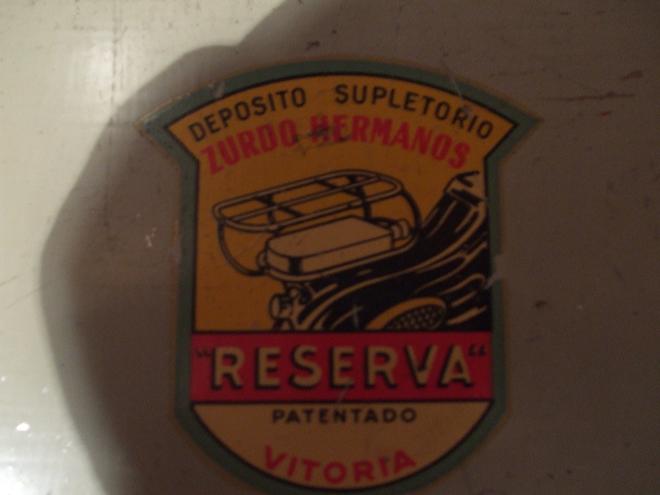 DEPOSITO SUPLETORIO
ZURDO HERMANOS
"RESERVA"
PATENTADO
VITORIA